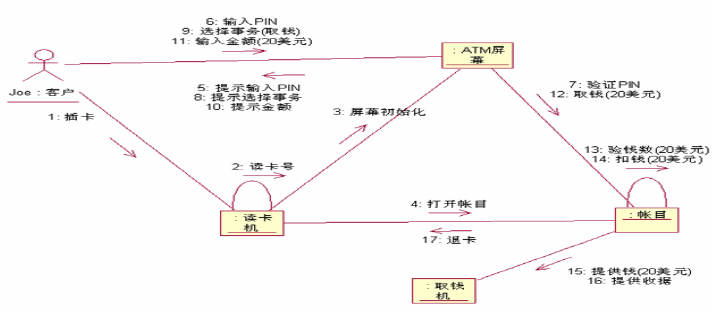 6: 输入PIN
9: 选择事务(取钱)
11: 输入金额(20美元)
: ATM屏
幕
Joe : 客户
5: 提示输入PIN
8: 提示选择事务
10: 提示金额
7: 验证PIN
12: 取钱(20美元)
1: 插卡
3: 屏幕初始化
2: 读卡号
13: 验钱数(20美元)
14: 扣钱(20美元)
: 读卡
机
4: 打开帐目
17: 退卡
: 帐目
: 取钱
机
15: 提供钱(20美元)
16: 提供收据